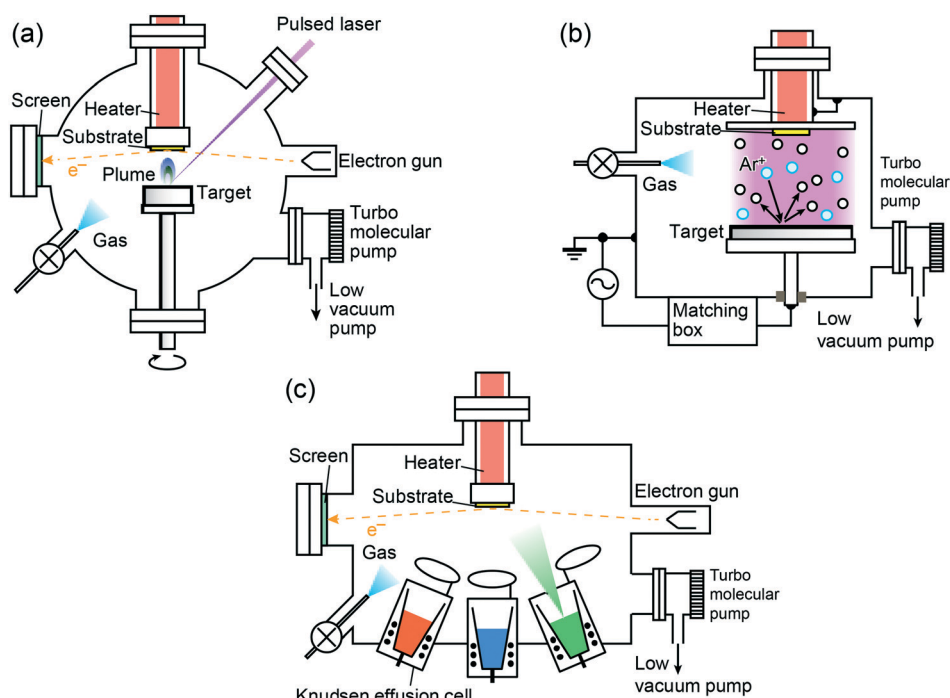 (a)
Pulsed laser
Screen
Heater
Substrate
e–
Plume
Electron gun
Target
Gas
Turbo
molecular
pump
Low
vacuum
pump
(b)
Heater
Substrate
Ar+
Gas
Turbo
molecular
pump
Target
Matching
box
Low
vacuum pump
(c)
Screen
Heater
Substrate
Electron gun
e–
Gas
Turbo
molecular
pump
Low
vacuum pump
Knudsen effusion cell